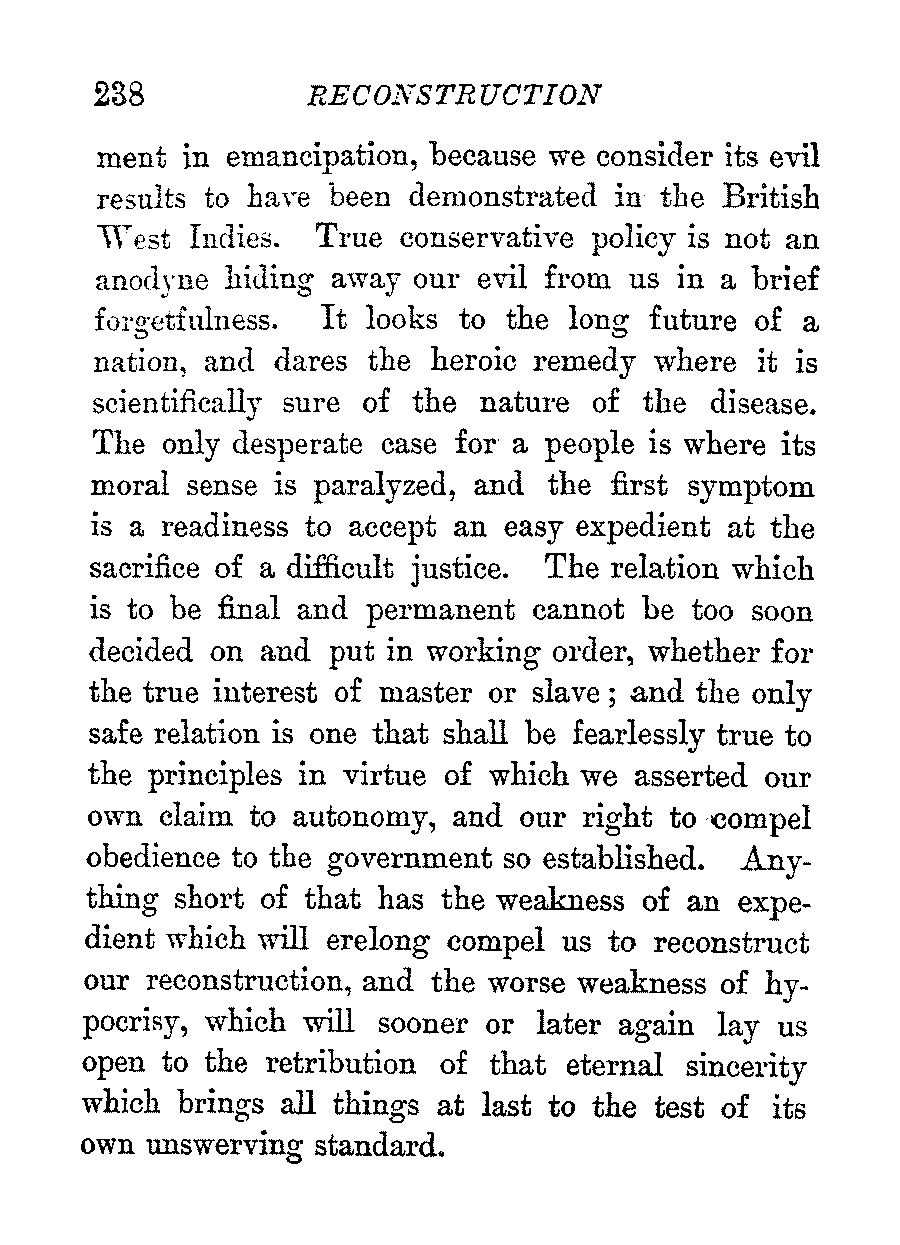 238 RECONSTRUCTION
ment in emancipation, because we consider its evil
results to have been demonstrated in the British
West Indies. True conservative policy is not an
anodyne hiding away our evil from us in a brief
forgetfulness. It looks to the long future of a
nation, and dares the heroic remedy where it is
scientifically sure of the nature of the disease.
The only desperate case for a people is where its
moral sense is paralyzed, and the first symptom
is a readiness to accept an easy expedient at the
sacrifice of a difficult justice. The relation which
is to be final and permanent cannot be too soon
decided on and put in working order, whether for
the true interest of master or slave; and the only
safe relation is one that shall be fearlessly true to
the principles in virtue of which we asserted our
own claim to autonomy, and our right to compel
obedience to the government so established. Any-
thing short of that has the weakness of an expe-
dient which will erelong compel us to reconstruct
our reconstruction, and the worse weakness of hy-
pocrisy, which will sooner or later again lay us
open to the retribution of that eternal sincerity
which brings all things at last to the test of its
own unswerving standard.